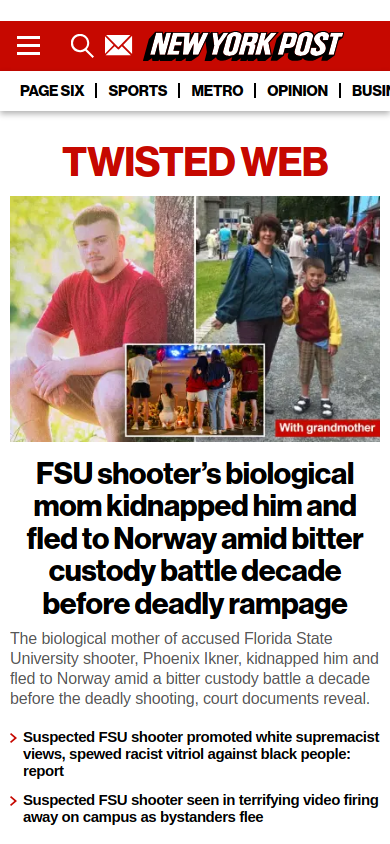 NEW YORK POST
PAGE SIX | SPORTS | METRO | OPINION | BUSI
TWISTED WEB
With grandmother
FSU shooter’s biological
mom kidnapped him and
fled to Norway amid bitter
custody battle decade
before deadly rampage
The biological mother of accused Florida State
University shooter, Phoenix Ikner, kidnapped him and
fled to Norway amid a bitter custody battle a decade
before the deadly shooting, court documents reveal.
Suspected FSU shooter promoted white supremacist
views, spewed racist vitriol against black people:
report
Suspected FSU shooter seen in terrifying video firing
away on campus as bystanders flee